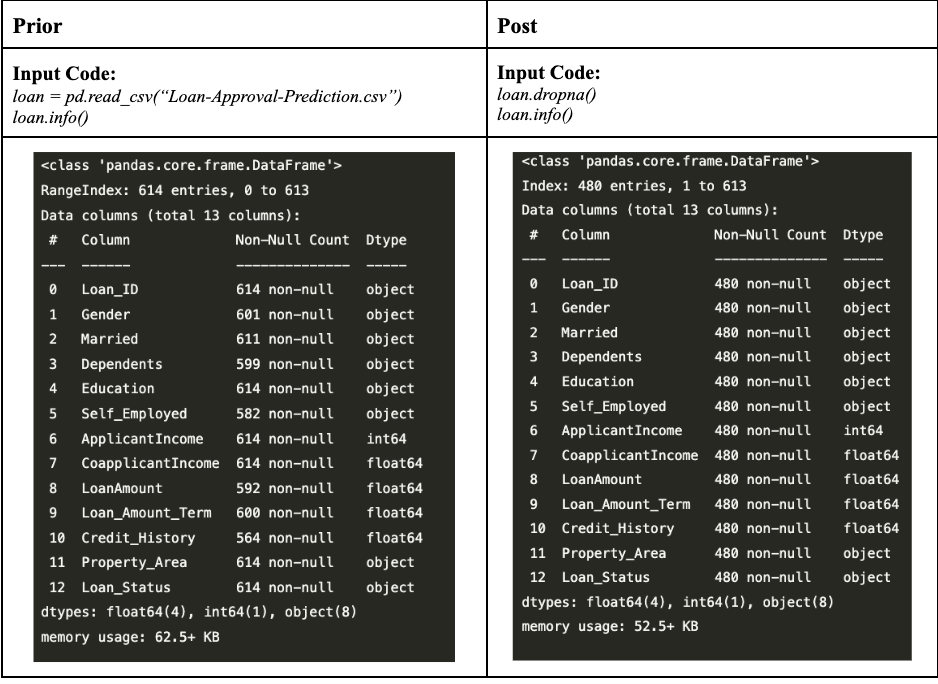 Prior
Input Code:
loan = pd.read_csv(“Loan-Approval-Prediction.csv”)
loan.info()
<class 'pandas.core.frame.DataFrame'>
RangeIndex: 614 entries, 0 to 613
Data columns (total 13 columns):
# Column Non-Null Count Dtype
--- ------ -------------- -----
0 Loan_ID 614 non-null object
1 Gender 601 non-null object
2 Married 611 non-null object
3 Dependents 599 non-null object
4 Education 614 non-null object
5 Self_Employed 582 non-null object
6 ApplicantIncome 614 non-null int64
7 CoapplicantIncome 614 non-null float64
8 LoanAmount 592 non-null float64
9 Loan_Amount_Term 600 non-null float64
10 Credit_History 564 non-null float64
11 Property_Area 614 non-null object
12 Loan_Status 614 non-null object
dtypes: float64(4), int64(1), object(8)
memory usage: 62.5+ KB
Post
Input Code:
loan.dropna()
loan.info()
<class 'pandas.core.frame.DataFrame'>
Index: 480 entries, 1 to 613
Data columns (total 13 columns):
# Column Non-Null Count Dtype
--- ------ -------------- -----
0 Loan_ID 480 non-null object
1 Gender 480 non-null object
2 Married 480 non-null object
3 Dependents 480 non-null object
4 Education 480 non-null object
5 Self_Employed 480 non-null object
6 ApplicantIncome 480 non-null int64
7 CoapplicantIncome 480 non-null float64
8 LoanAmount 480 non-null float64
9 Loan_Amount_Term 480 non-null float64
10 Credit_History 480 non-null float64
11 Property_Area 480 non-null object
12 Loan_Status 480 non-null object
dtypes: float64(4), int64(1), object(8)
memory usage: 52.5+ KB